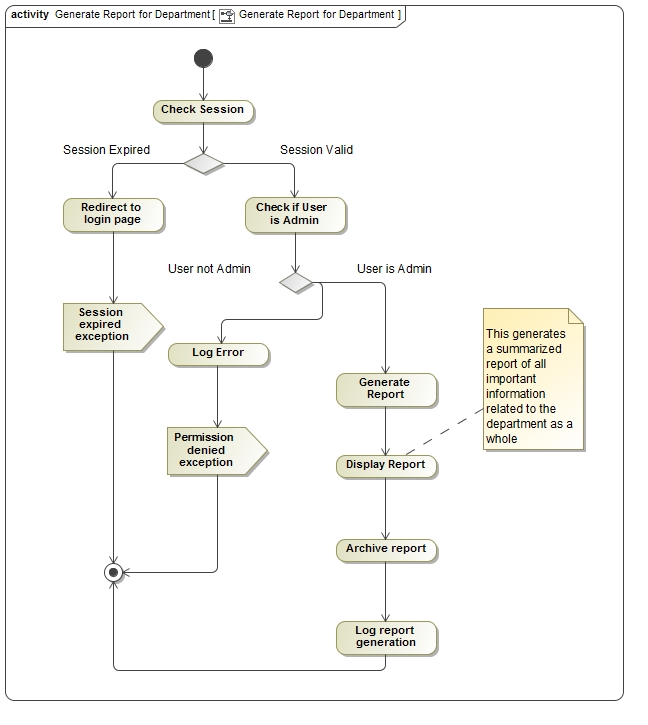 activity Generate Report for Department [ Generate Report for Department ]
Check Session
Session Expired
Session Valid
Redirect to
login page
Check if User
is Admin
User not Admin
User is Admin
Session
expired
exception
Log Error
Generate
Report
This generates
a summarized
report of all
important
information
related to the
department as a
whole
Permission
denied
exception
Display Report
Archive report
Log report
generation